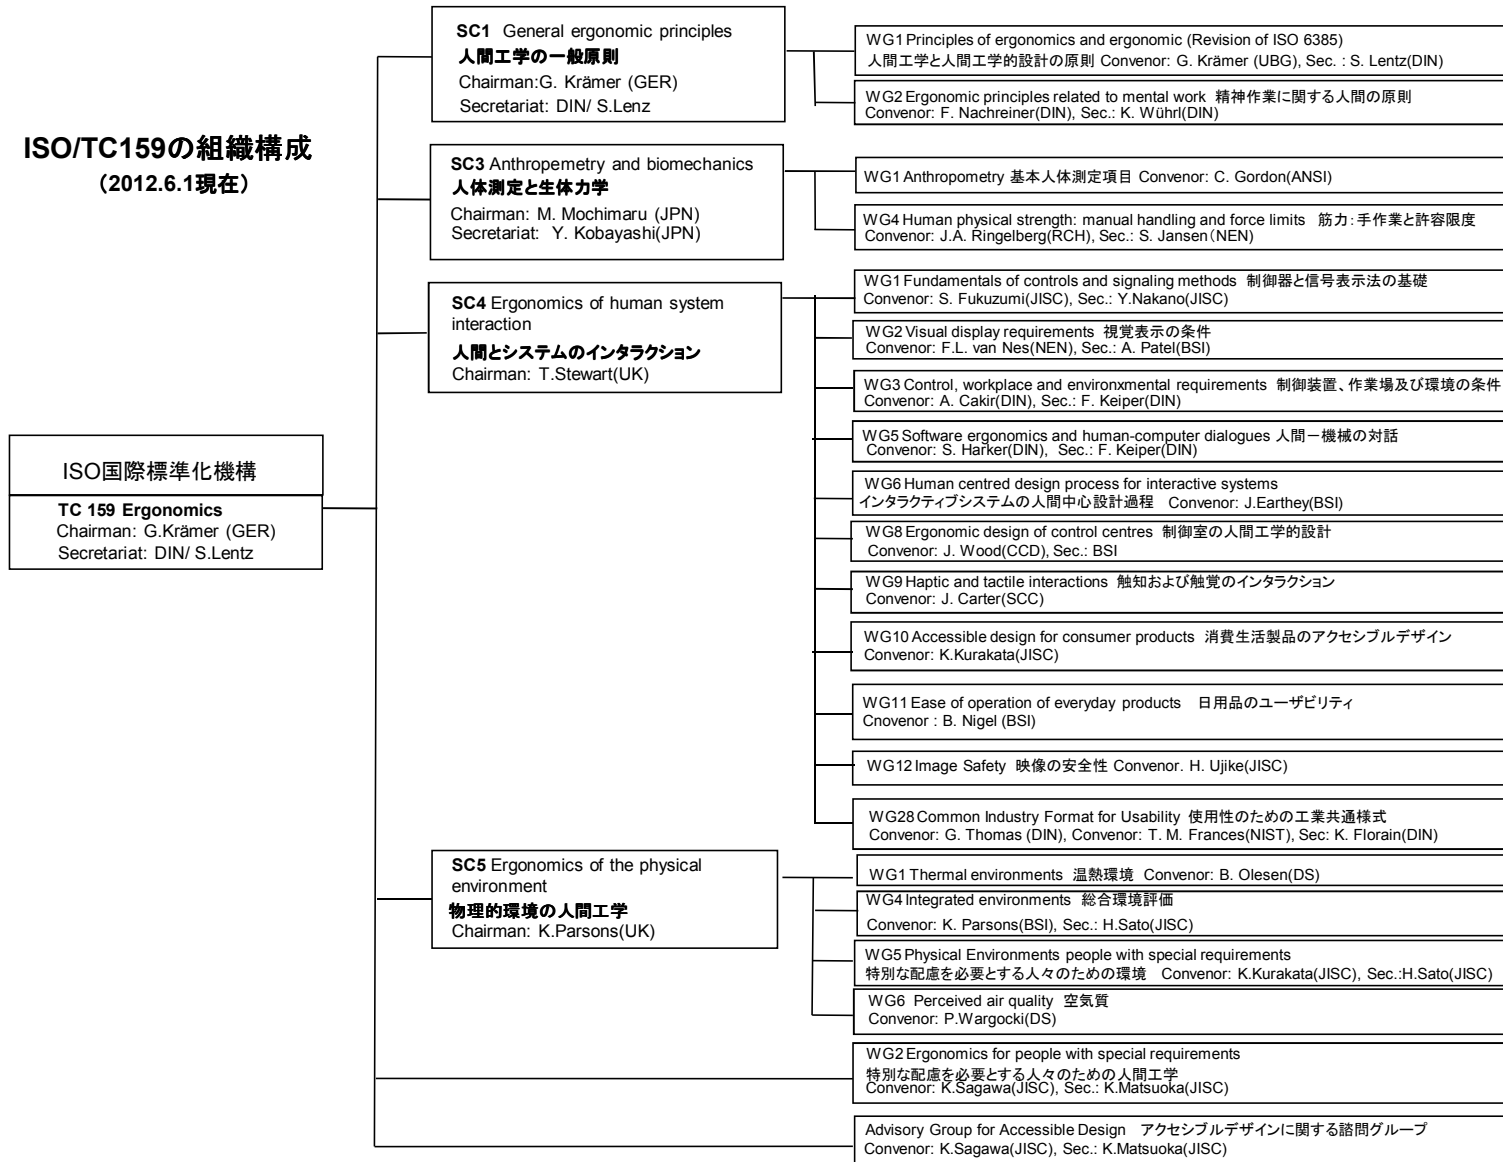 ISO/TC159の組織構成
（2012.6.1現在）
ISO国際標準化機構
TC 159 Ergonomics
Chairman: G.Krämer (GER)
Secretariat: DIN/ S.Lentz
SC1 General ergonomic principles
人間工学の一般原則
Chairman:G. Krämer (GER)
Secretariat: DIN/ S.Lenz
WG1 Principles of ergonomics and ergonomic (Revision of ISO 6385)
人間工学と人間工学的設計の原則 Convenor: G. Krämer (UBG), Sec. : S. Lentz(DIN)
WG2 Ergonomic principles related to mental work 精神作業に関する人間の原則
Convenor: F. Nachreiner(DIN), Sec.: K. Wührl(DIN)
SC3 Anthropemetry and biomechanics
人体測定と生体力学
Chairman: M. Mochimaru (JPN)
Secretariat: Y. Kobayashi(JPN)
WG1 Anthropometry 基本人体測定項目 Convenor: C. Gordon(ANSI)
WG4 Human physical strength: manual handling and force limits 筋力：手作業と許容限度
Convenor: J.A. Ringelberg(RCH), Sec.: S. Jansen（NEN）
SC4 Ergonomics of human system
interaction
人間とシステムのインタラクション
Chairman: T.Stewart(UK)
WG1 Fundamentals of controls and signaling methods 制御器と信号表示法の基礎
Convenor: S. Fukuzumi(JISC), Sec.: Y.Nakano(JISC)
WG2 Visual display requirements 視覚表示の条件
Convenor: F.L. van Nes(NEN), Sec.: A. Patel(BSI)
WG3 Control, workplace and environxmental requirements 制御装置、作業場及び環境の条件
Convenor: A. Cakir(DIN), Sec.: F. Keiper(DIN)
WG5 Software ergonomics and human-computer dialogues 人間－機械の対話
Convenor: S. Harker(DIN), Sec.: F. Keiper(DIN)
WG6 Human centred design process for interactive systems
インタラクティブシステムの人間中心設計過程 Convenor: J.Earthey(BSI)
WG8 Ergonomic design of control centres 制御室の人間工学的設計
Convenor: J. Wood(CCD), Sec.: BSI
WG9 Haptic and tactile interactions 触知および触覚のインタラクション
Convenor: J. Carter(SCC)
WG10 Accessible design for consumer products 消費生活製品のアクセシブルデザイン
Convenor: K.Kurakata(JISC)
WG11 Ease of operation of everyday products 日用品のユーザビリティ
Cnovenor : B. Nigel (BSI)
WG12 Image Safety 映像の安全性 Convenor. H. Ujike(JISC)
WG28 Common Industry Format for Usability 使用性のための工業共通様式
Convenor: G. Thomas (DIN), Convenor: T. M. Frances(NIST), Sec: K. Florain(DIN)
SC5 Ergonomics of the physical
environment
物理的環境の人間工学
Chairman: K.Parsons(UK)
WG1 Thermal environments 温熱環境 Convenor: B. Olesen(DS)
WG4 Integrated environments 総合環境評価
Convenor: K. Parsons(BSI), Sec.: H.Sato(JISC)
WG5 Physical Environments people with special requirements
特別な配慮を必要とする人々のための環境 Convenor: K.Kurakata(JISC), Sec.:H.Sato(JISC)
WG6 Perceived air quality 空気質
Convenor: P.Wargocki(DS)
WG2 Ergonomics for people with special requirements
特別な配慮を必要とする人々のための人間工学
Convenor: K.Sagawa(JISC), Sec.: K.Matsuoka(JISC)
Advisory Group for Accessible Design アクセシブルデザインに関する諮問グループ
Convenor: K.Sagawa(JISC), Sec.: K.Matsuoka(JISC)